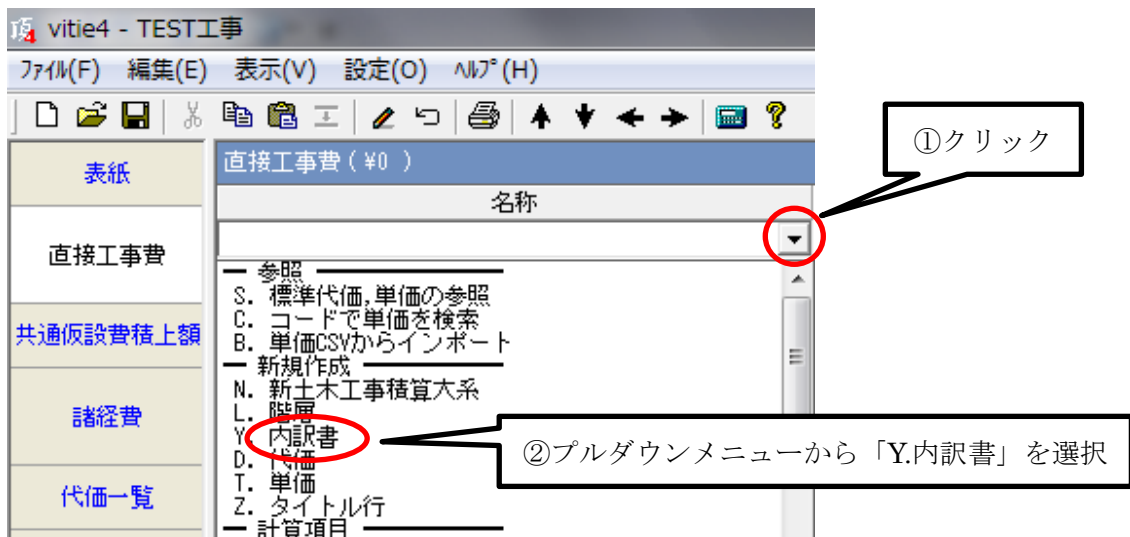 vitie4 - TEST工事
ﾌｧｲﾙ(F) 編集(E) 表示(V) 設定(O) ﾍﾙﾌﾟ(H)
①クリック
表紙
直接工事費
共通仮設費積上額
諸経費
代価一覧
直接工事費(¥0 )
名称
参照
S. 標準代価,単価の参照
C. コードで単価を検索
B. 単価CSVからインポート
新規作成
N. 新土木工事積算大系
L. 階層
Y. 内訳書
D. 代価
T. 単価
Z. タイトル行
計算項目
②プルダウンメニューから「Y.内訳書」を選択